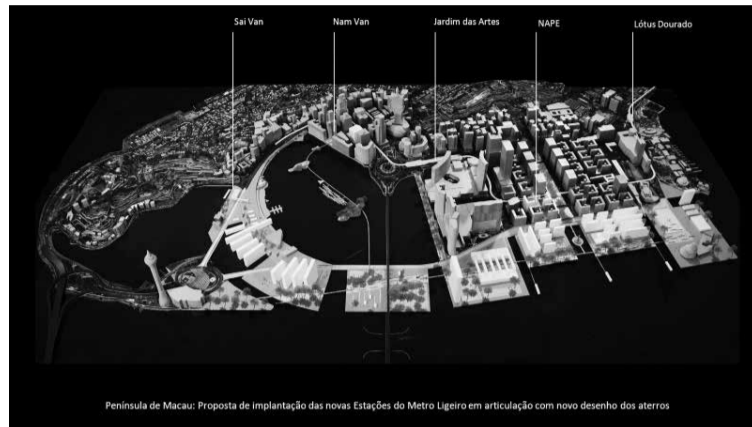 Sai Van
Nam Van
Jardim das Artes
NAPE
Lótus Dourado
Península de Macau: Proposta de implantação das novas Estações do Metro Ligeiro em articulação com novo desenho dos aterros